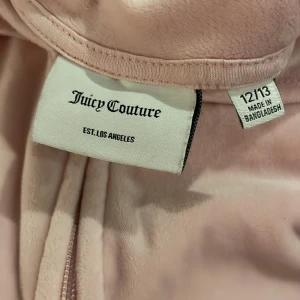 Juicy Couture
EST. LOS ANGELES
12/13
MADE IN
BANGLADESH